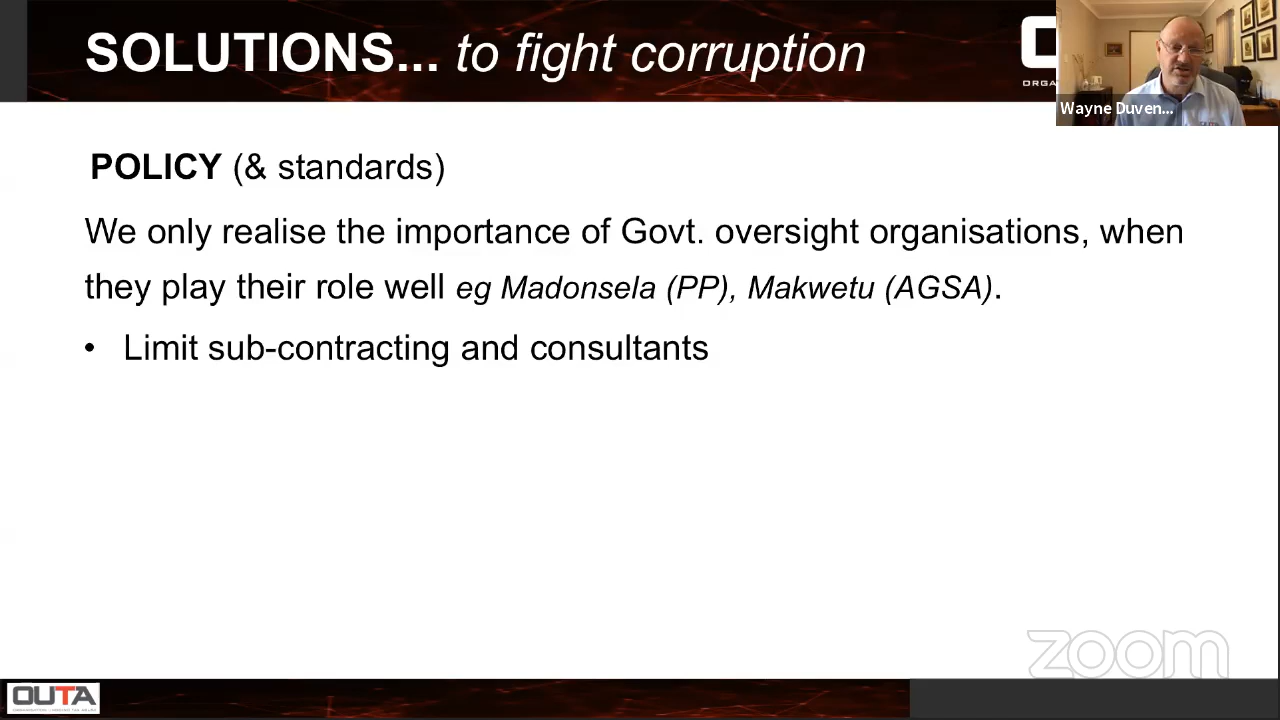 SOLUTIONS... to fight corruption
ORGA
Wayne Duven...
POLICY (& standards)
We only realise the importance of Govt. oversight organisations, when
they play their role well eg Madonsela (PP), Makwetu (AGSA).
• Limit sub-contracting and consultants
zoom
OUTA